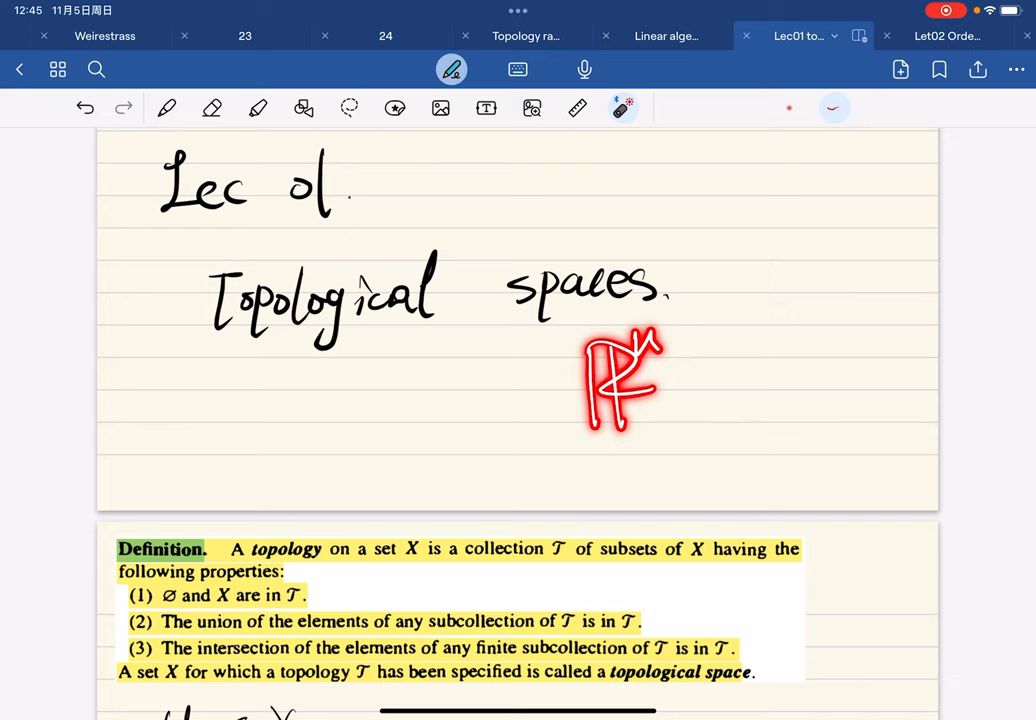 12:45 11月5日周日
Weirestrass
23
24
Topology ra...
Linear alge...
Lec01 to...
Let02 Orde...
Lec 01.
Topological spaces.
ℝⁿ
Definition. A topology on a set X is a collection 𝒯 of subsets of X having the
following properties:
(1) ∅ and X are in 𝒯.
(2) The union of the elements of any subcollection of 𝒯 is in 𝒯.
(3) The intersection of the elements of any finite subcollection of 𝒯 is in 𝒯.
A set X for which a topology 𝒯 has been specified is called a topological space.